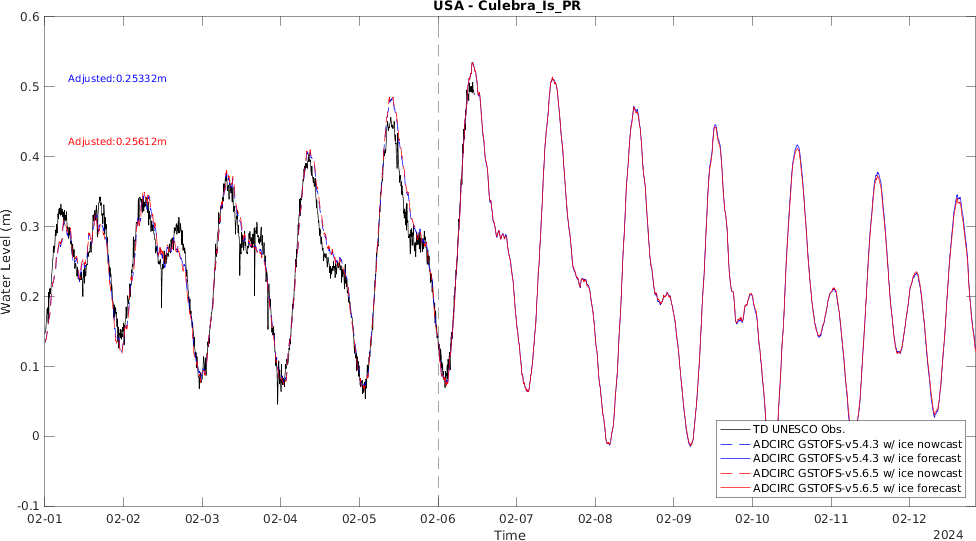 USA - Culebra_Is_PR
0.6
0.5
0.4
0.3
0.2
0.1
0
-0.1
Water Level (m)
Adjusted:0.25332m
Adjusted:0.25612m
TD UNESCO Obs.
ADCIRC GSTOFS-v5.4.3 w/ ice nowcast
ADCIRC GSTOFS-v5.4.3 w/ ice forecast
ADCIRC GSTOFS-v5.6.5 w/ ice nowcast
ADCIRC GSTOFS-v5.6.5 w/ ice forecast
02-01 02-02 02-03 02-04 02-05 02-06 02-07 02-08 02-09 02-10 02-11 02-12
Time
2024